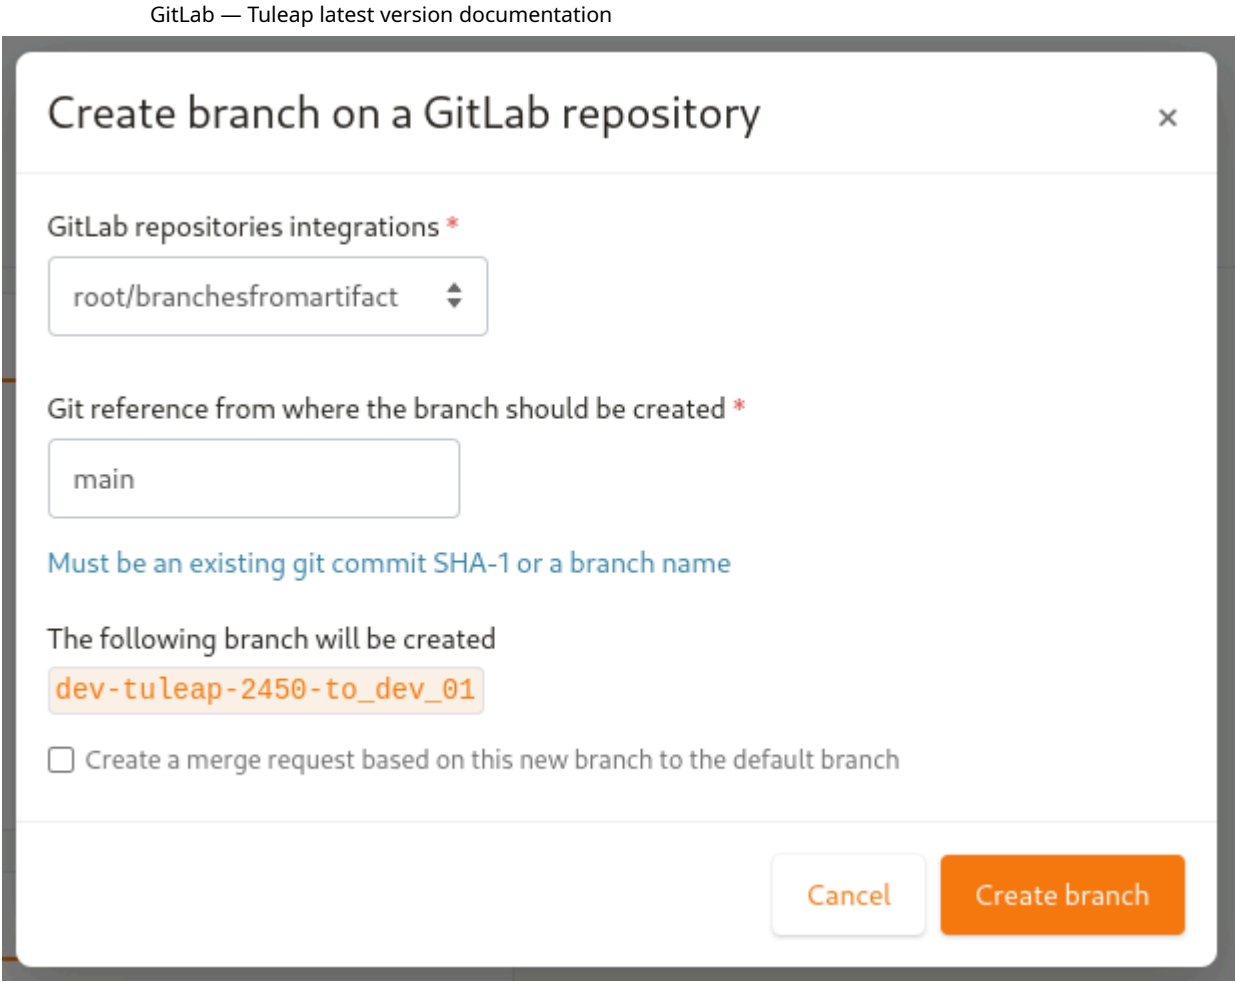 GitLab — Tuleap latest version documentation
Create branch on a GitLab repository
×
GitLab repositories integrations *
root/branchesfromartifact
Git reference from where the branch should be created *
main
Must be an existing git commit SHA-1 or a branch name
The following branch will be created
dev-tuleap-2450-to_dev_01
Create a merge request based on this new branch to the default branch
Cancel
Create branch